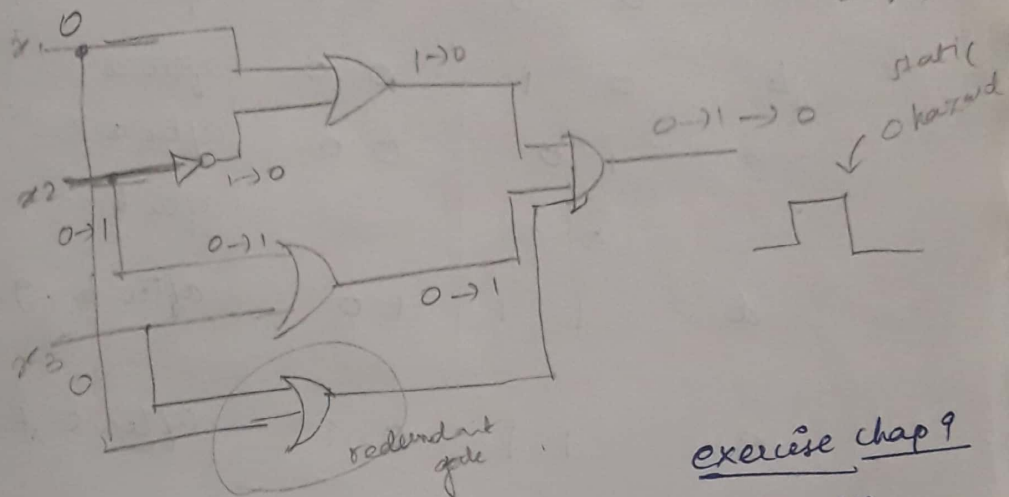 0
x1
1→0
static
0 hazard
0→1→0
x2
1→0
0→1
0→1
0→1
x3
0
redundant
gate
exercise chap 9